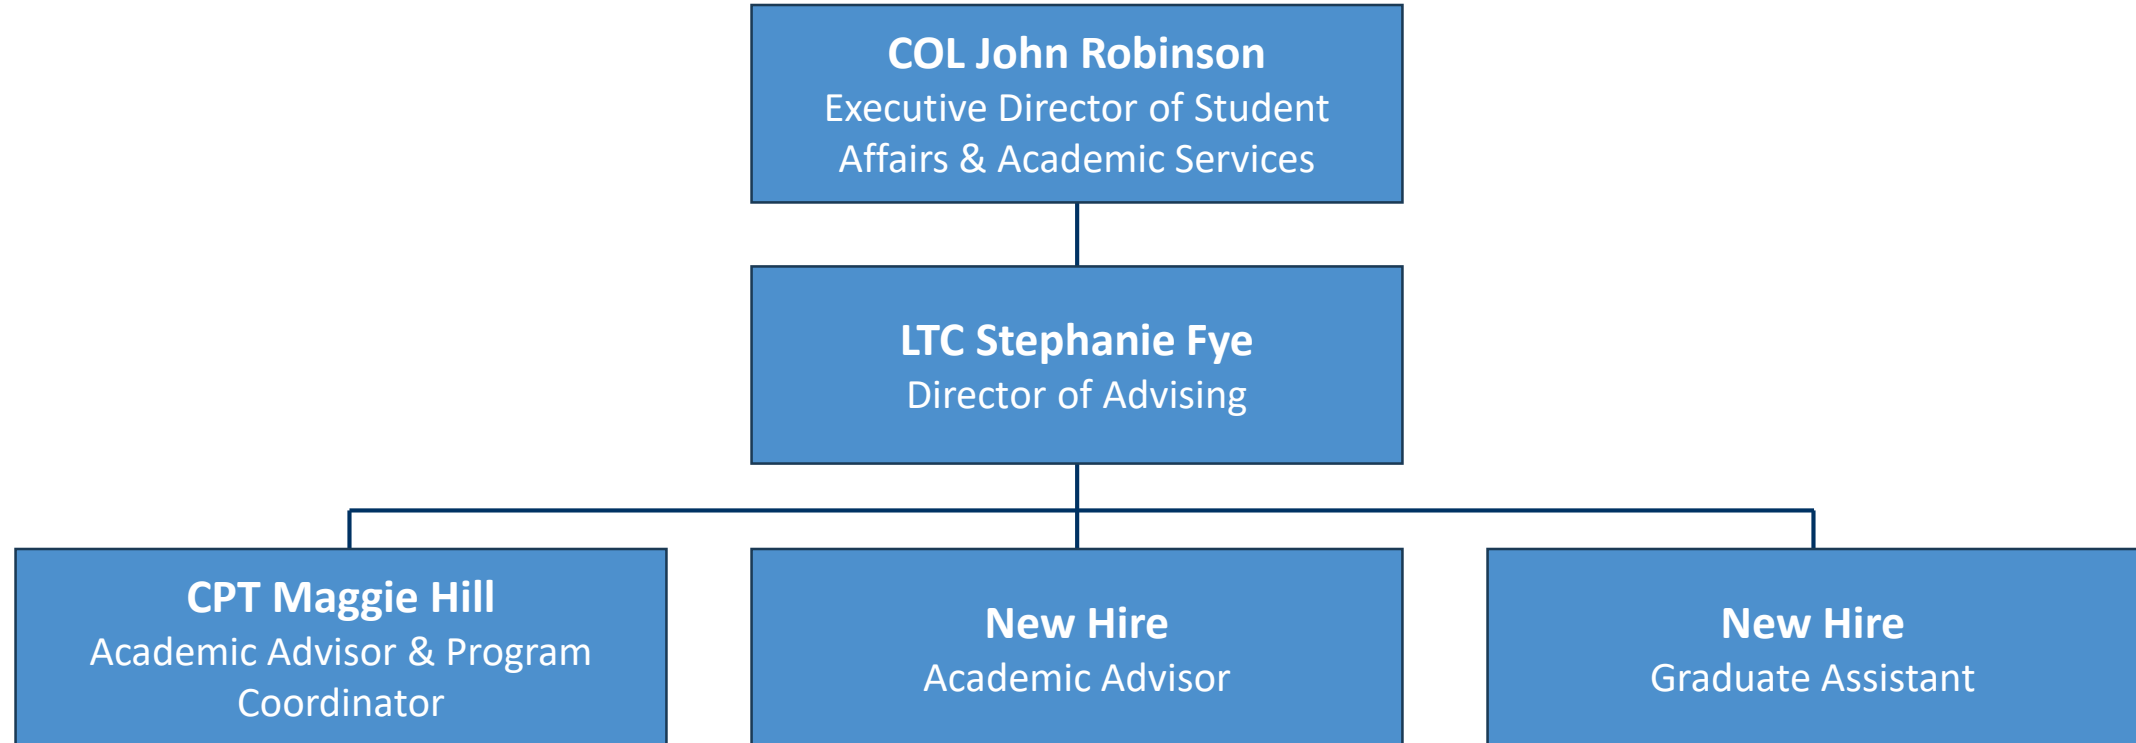 COL John Robinson
Executive Director of Student
Affairs & Academic Services
LTC Stephanie Fye
Director of Advising
CPT Maggie Hill
Academic Advisor & Program
Coordinator
New Hire
Academic Advisor
New Hire
Graduate Assistant